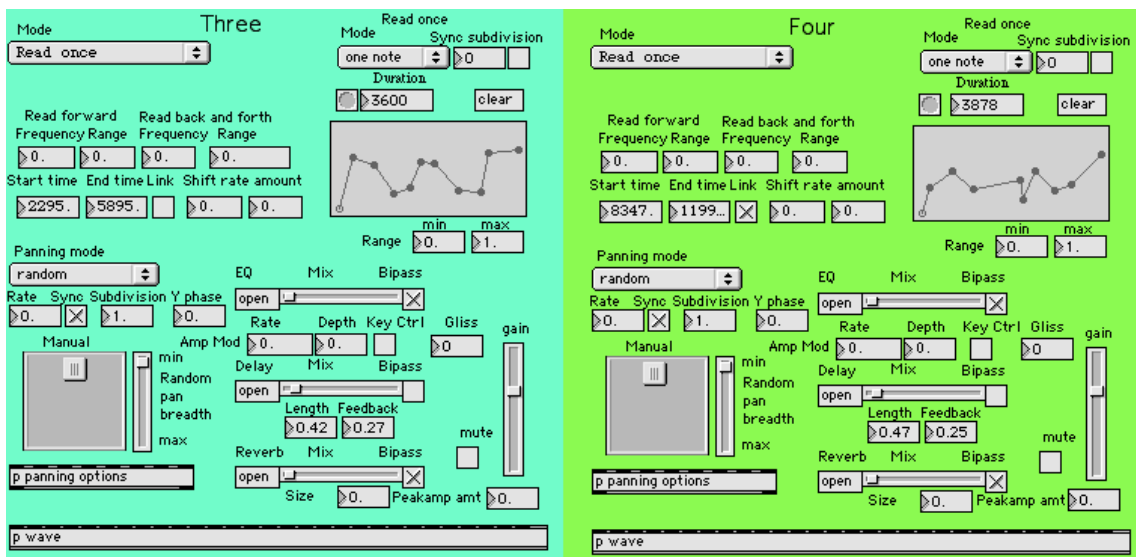 Three
Mode
Read once
Read once
Mode
Sync subdivision
one note
0
Duration
3600
clear
Read forward
Read back and forth
Frequency Range
Frequency Range
0. 0. 0. 0.
Start time End time Link Shift rate amount
2295. 5895. 0. 0.
min max
Range 0. 1.
Panning mode
random
EQ Mix Bipass
open
Rate Sync Subdivision Y phase
0. 1. 0.
Rate Depth Key Ctrl Gliss
Amp Mod 0. 0. 0
gain
Manual
min
Random
pan
breadth
max
Delay Mix Bipass
open
Length Feedback
0.42 0.27
mute
Reverb Mix Bipass
open
p panning options
Size 0. Peakamp amt 0.
p wave
Four
Mode
Read once
Read once
Mode
Sync subdivision
one note
0
Duration
3878
clear
Read forward
Read back and forth
Frequency Range
Frequency Range
0. 0. 0. 0.
Start time End time Link Shift rate amount
8347. 1199... 0. 0.
min max
Range 0. 1.
Panning mode
random
EQ Mix Bipass
open
Rate Sync Subdivision Y phase
0. 1. 0.
Rate Depth Key Ctrl Gliss
Amp Mod 0. 0. 0
gain
Manual
min
Random
pan
breadth
max
Delay Mix Bipass
open
Length Feedback
0.47 0.25
mute
Reverb Mix Bipass
open
p panning options
Size 0. Peakamp amt 0.
p wave